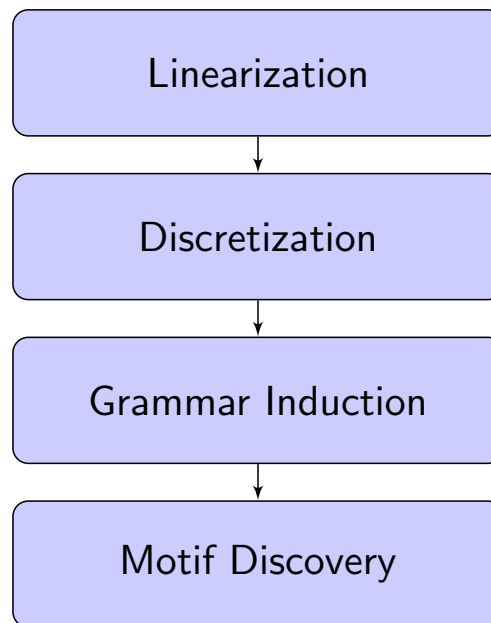 Linearization
Discretization
Grammar Induction
Motif Discovery